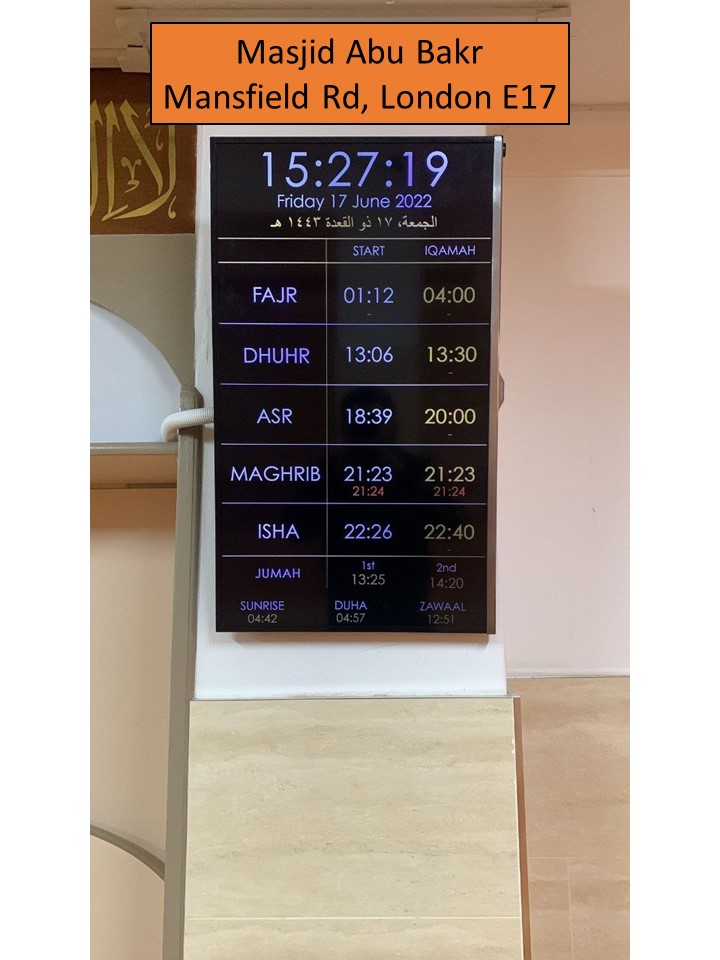 Masjid Abu Bakr
Mansfield Rd, London E17
15:27:19
Friday 17 June 2022
الجمعة، ١٧ ذو القعدة ١٤٤٣ هـ
START IQAMAH
FAJR 01:12 04:00
-
DHUHR 13:06 13:30
-
ASR 18:39 20:00
-
MAGHRIB 21:23 21:23
21:24 21:24
ISHA 22:26 22:40
-
JUMAH 1st 2nd
13:25 14:20
SUNRISE DUHA ZAWAAL
04:42 04:57 12:51